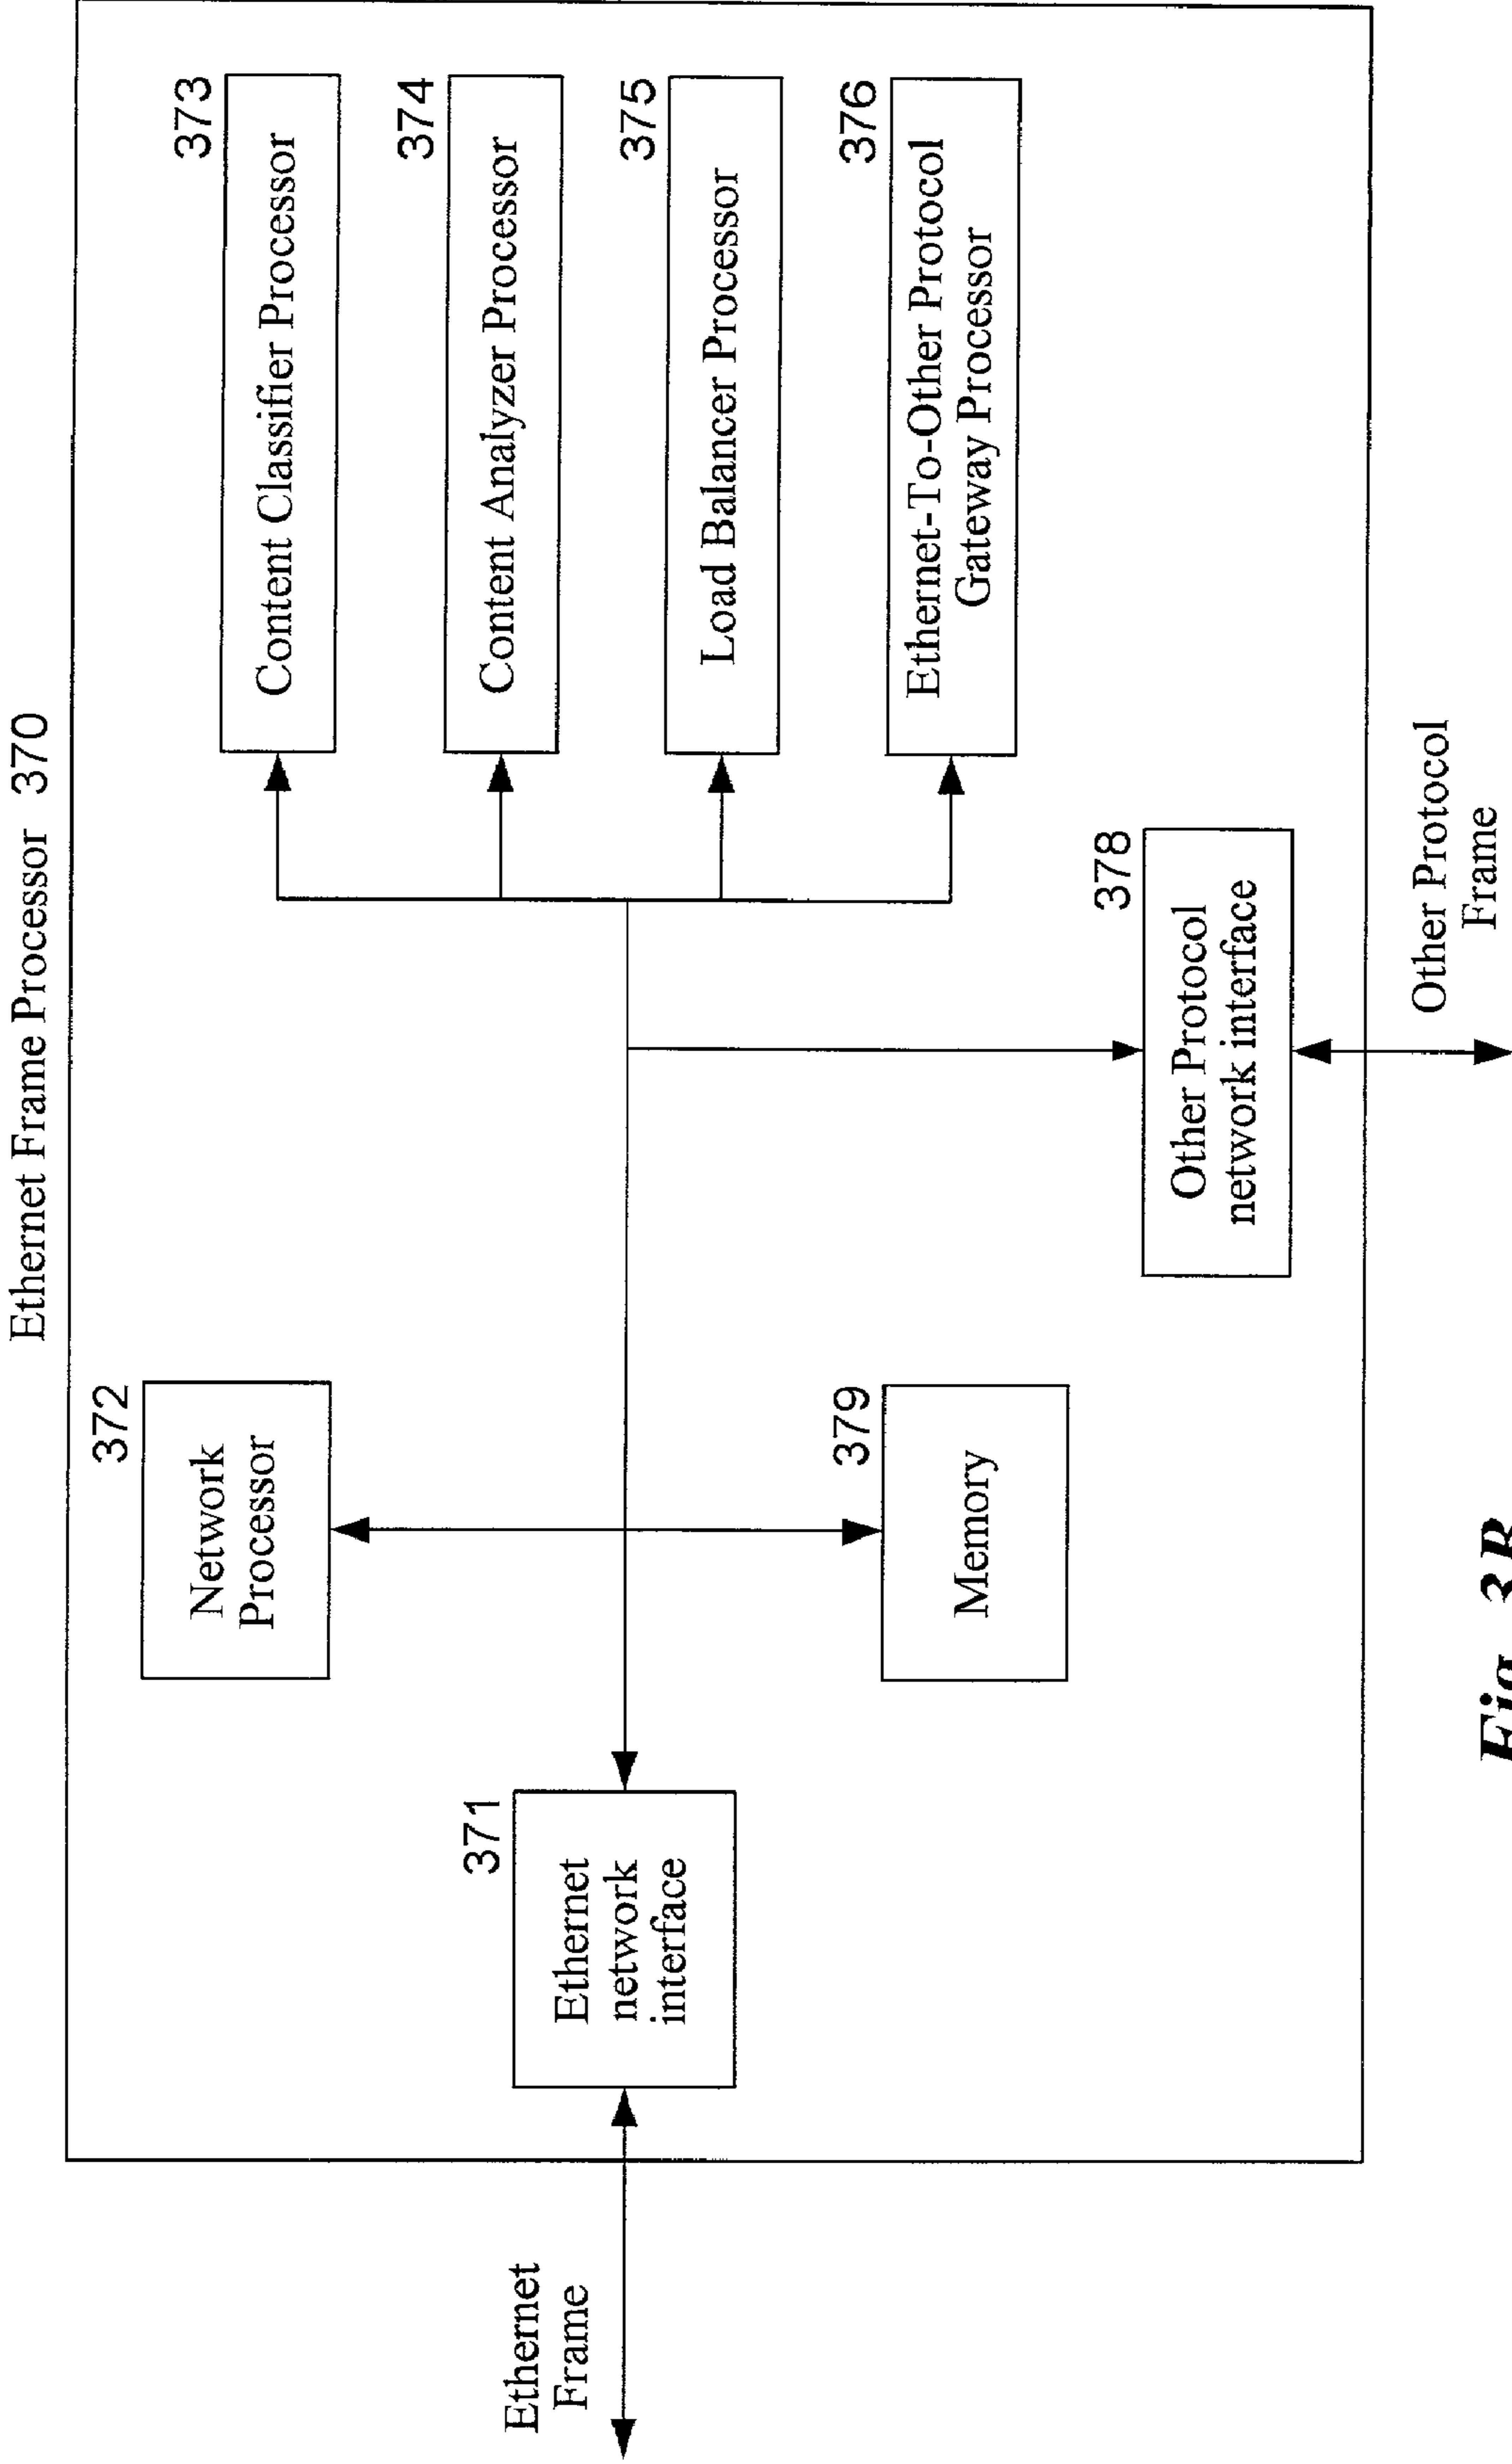 Ethernet Frame Processor 370
372
Network
Processor
373
Content Classifier Processor
374
Content Analyzer Processor
371
Ethernet
network
interface
Ethernet
Frame
375
Load Balancer Processor
379
Memory
376
Ethernet-To-Other Protocol
Gateway Processor
378
Other Protocol
network interface
Other Protocol
Frame